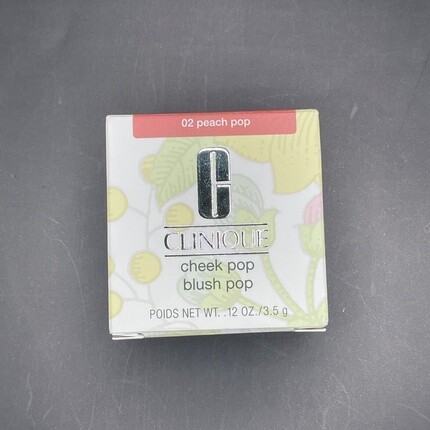 02 peach pop
CLINIQUE
cheek pop
blush pop
POIDS NET WT. .12 OZ./3.5 g